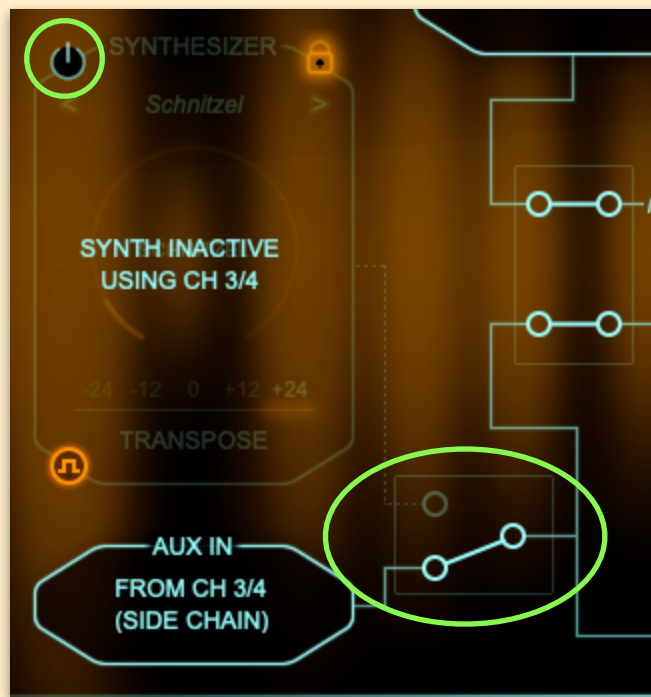 SYNTHESIZER
< Schnitzel >
SYNTH INACTIVE
USING CH 3/4
-24 -12 0 +12 +24
TRANSPOSE
AUX IN
FROM CH 3/4
(SIDE CHAIN)